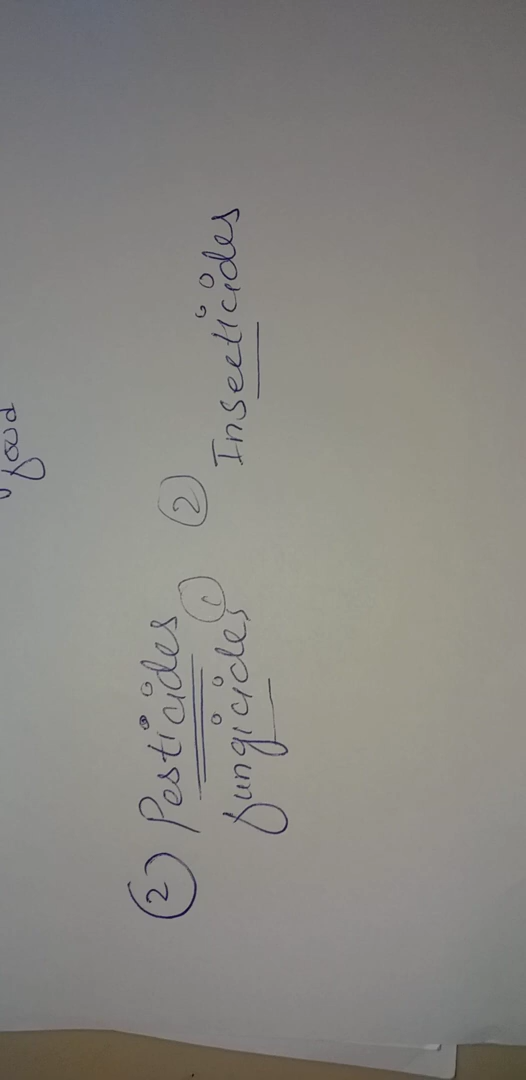 food
② Pesticides ②
fungicides ① Insecticides